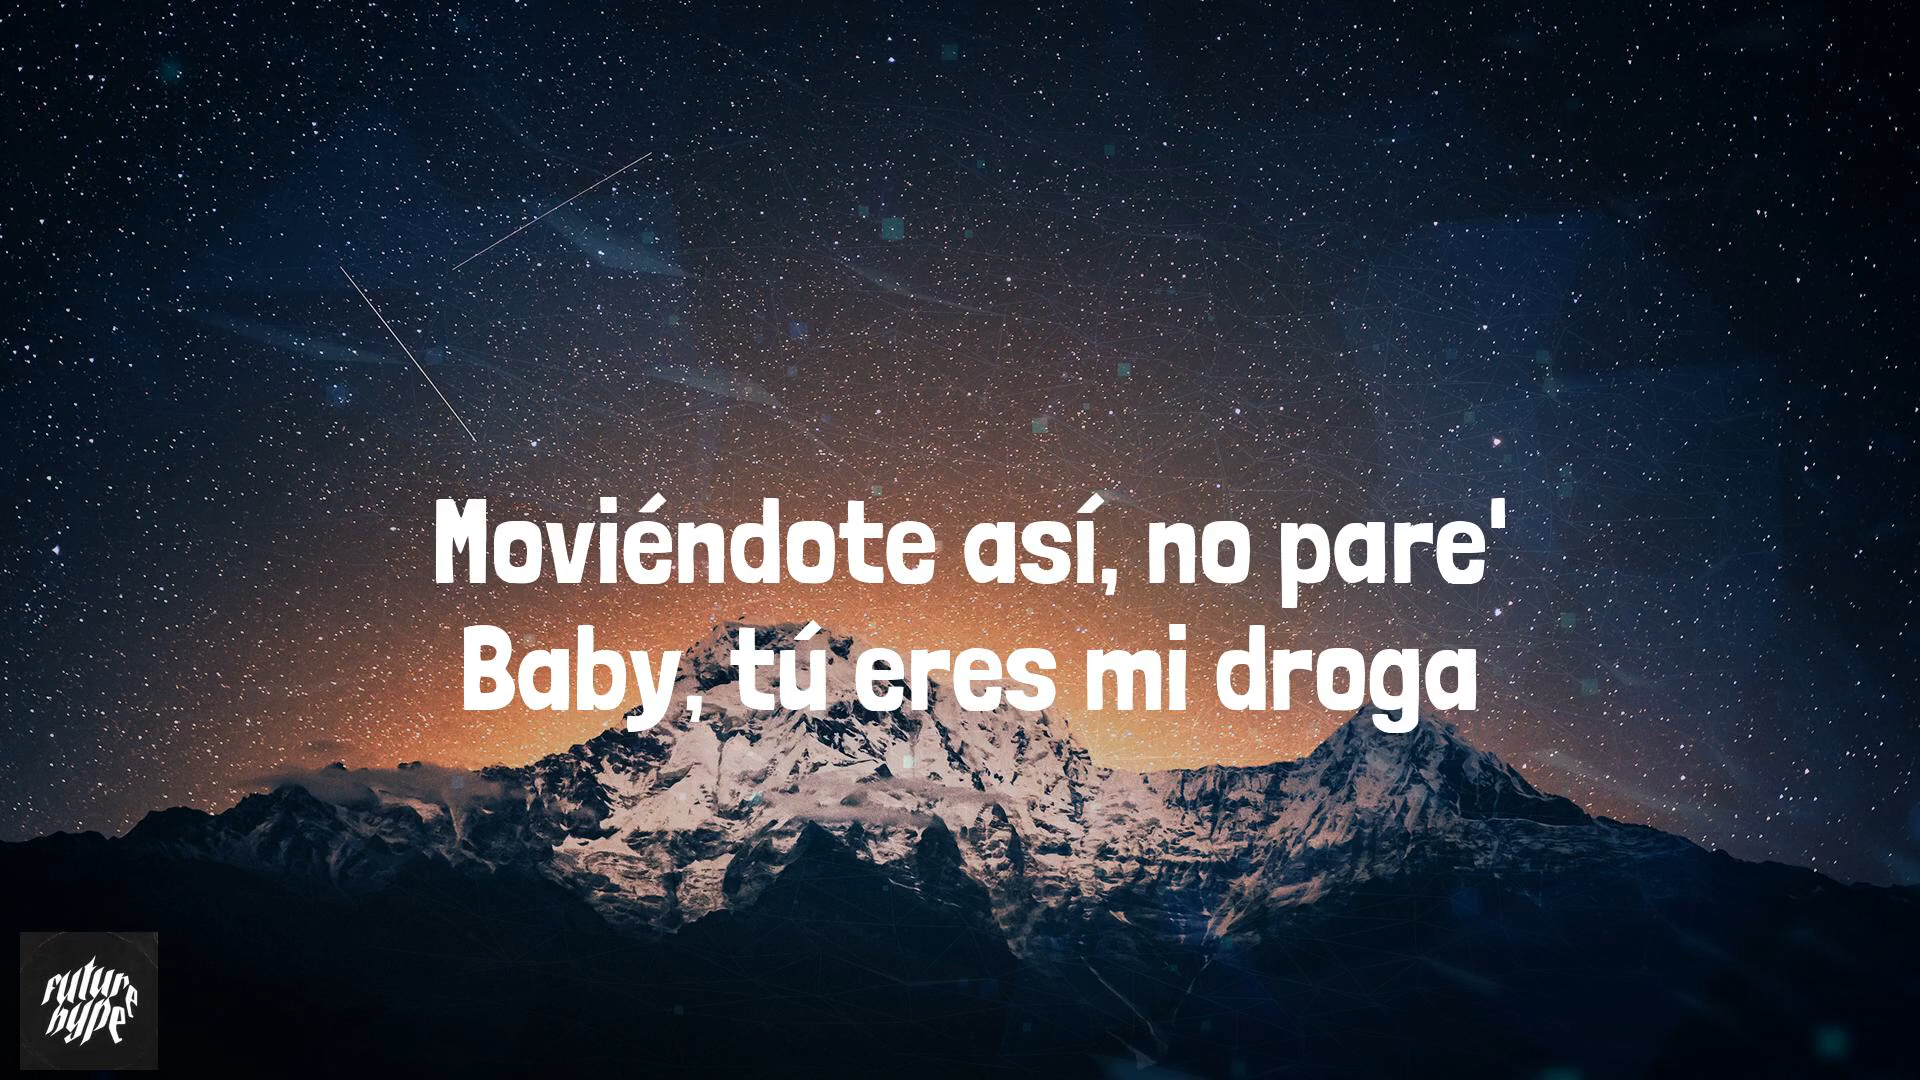 Moviéndote así, no pare'
Baby, tú eres mi droga
future
hype